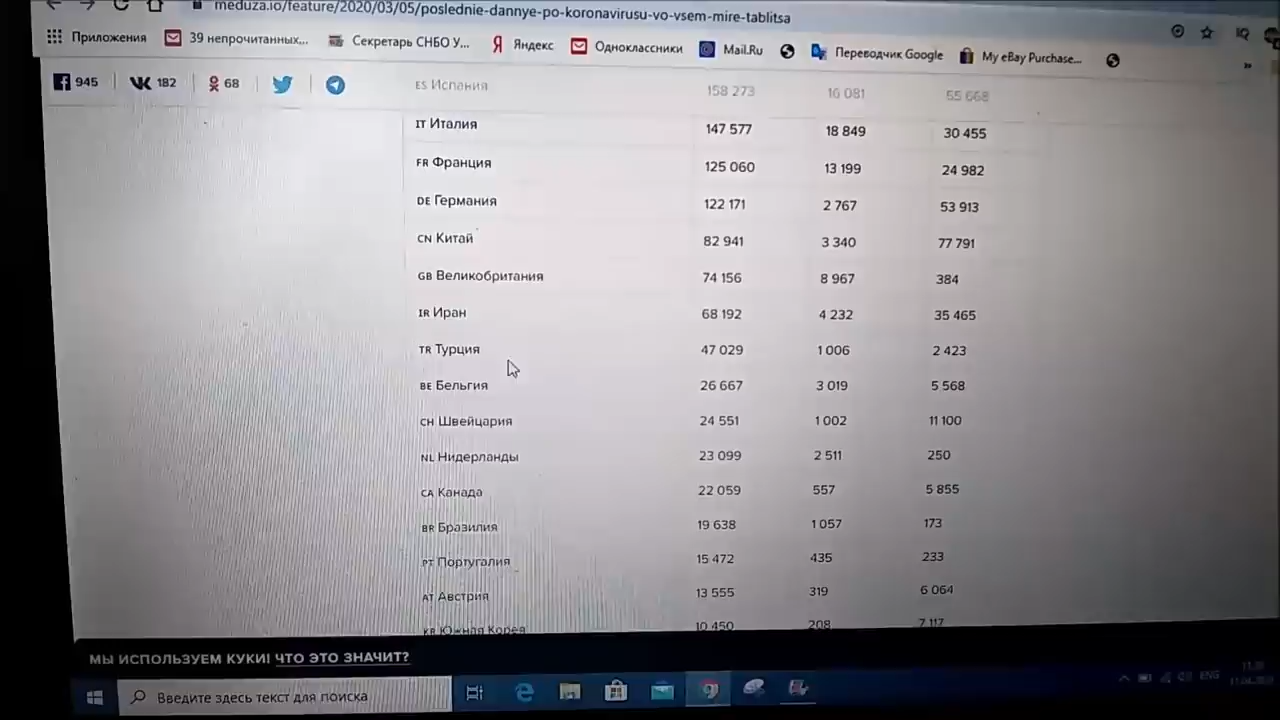 meduza.io/feature/2020/03/05/poslednie-dannye-po-koronavirusu-vo-vsem-mire-tablitsa
Приложения 39 непрочитанных... Секретарь СНБО У... Яндекс Одноклассники Mail.Ru Переводчик Google My eBay Purchase... »
945 182 68
ES Испания 158 273 16 081 55 668
IT Италия 147 577 18 849 30 455
FR Франция 125 060 13 199 24 982
DE Германия 122 171 2 767 53 913
CN Китай 82 941 3 340 77 791
GB Великобритания 74 156 8 967 384
IR Иран 68 192 4 232 35 465
TR Турция 47 029 1 006 2 423
BE Бельгия 26 667 3 019 5 568
CH Швейцария 24 551 1 002 11 100
NL Нидерланды 23 099 2 511 250
CA Канада 22 059 557 5 855
BR Бразилия 19 638 1 057 173
PT Португалия 15 472 435 233
AT Австрия 13 555 319 6 064
KR Южная Корея 10 450 208 7 117
МЫ ИСПОЛЬЗУЕМ КУКИ! ЧТО ЭТО ЗНАЧИТ?
Введите здесь текст для поиска ENG